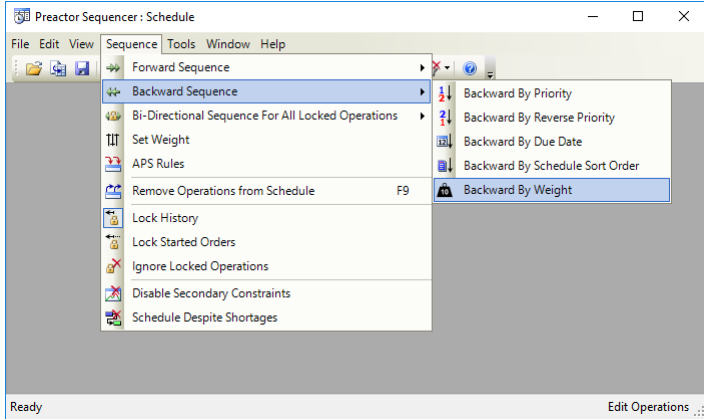 Preactor Sequencer : Schedule
File Edit View Sequence Tools Window Help
Forward Sequence
Backward Sequence
Bi-Directional Sequence For All Locked Operations
Set Weight
APS Rules
Remove Operations from Schedule F9
Lock History
Lock Started Orders
Ignore Locked Operations
Disable Secondary Constraints
Schedule Despite Shortages
Backward By Priority
Backward By Reverse Priority
Backward By Due Date
Backward By Schedule Sort Order
Backward By Weight
Ready Edit Operations